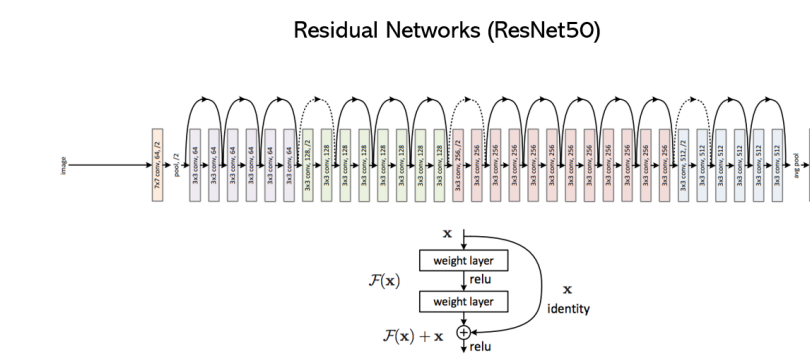 Residual Networks (ResNet50)
image
7x7 conv, 64, /2
pool, /2
3x3 conv, 64
3x3 conv, 64
3x3 conv, 64
3x3 conv, 64
3x3 conv, 64
3x3 conv, 64
3x3 conv, 128, /2
3x3 conv, 128
3x3 conv, 128
3x3 conv, 128
3x3 conv, 128
3x3 conv, 128
3x3 conv, 128
3x3 conv, 128
3x3 conv, 256, /2
3x3 conv, 256
3x3 conv, 256
3x3 conv, 256
3x3 conv, 256
3x3 conv, 256
3x3 conv, 256
3x3 conv, 256
3x3 conv, 256
3x3 conv, 256
3x3 conv, 256
3x3 conv, 256
3x3 conv, 512, /2
3x3 conv, 512
3x3 conv, 512
3x3 conv, 512
3x3 conv, 512
3x3 conv, 512
avg pool
x
weight layer
F(x)
relu
x
weight layer
identity
F(x) + x
relu